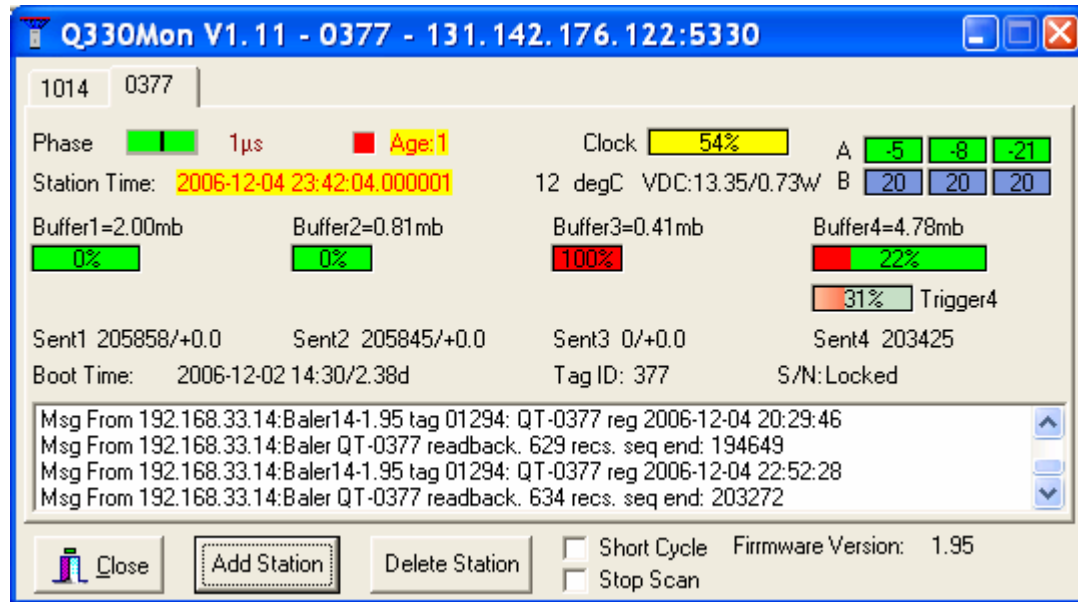 Q330Mon V1.11 - 0377 - 131.142.176.122:5330
1014 0377
Phase 1µs Age:1 Clock 54% A -5 -8 -21
Station Time: 2006-12-04 23:42:04.000001 12 degC VDC:13.35/0.73W B 20 20 20
Buffer1=2.00mb Buffer2=0.81mb Buffer3=0.41mb Buffer4=4.78mb
0% 0% 100% 22%
31% Trigger4
Sent1 205858/+0.0 Sent2 205845/+0.0 Sent3 0/+0.0 Sent4 203425
Boot Time: 2006-12-02 14:30/2.38d Tag ID: 377 S/N:Locked
Msg From 192.168.33.14:Baler14-1.95 tag 01294: QT-0377 reg 2006-12-04 20:29:46
Msg From 192.168.33.14:Baler QT-0377 readback. 629 recs. seq end: 194649
Msg From 192.168.33.14:Baler14-1.95 tag 01294: QT-0377 reg 2006-12-04 22:52:28
Msg From 192.168.33.14:Baler QT-0377 readback. 634 recs. seq end: 203272
Close Add Station Delete Station Short Cycle Firmware Version: 1.95
Stop Scan